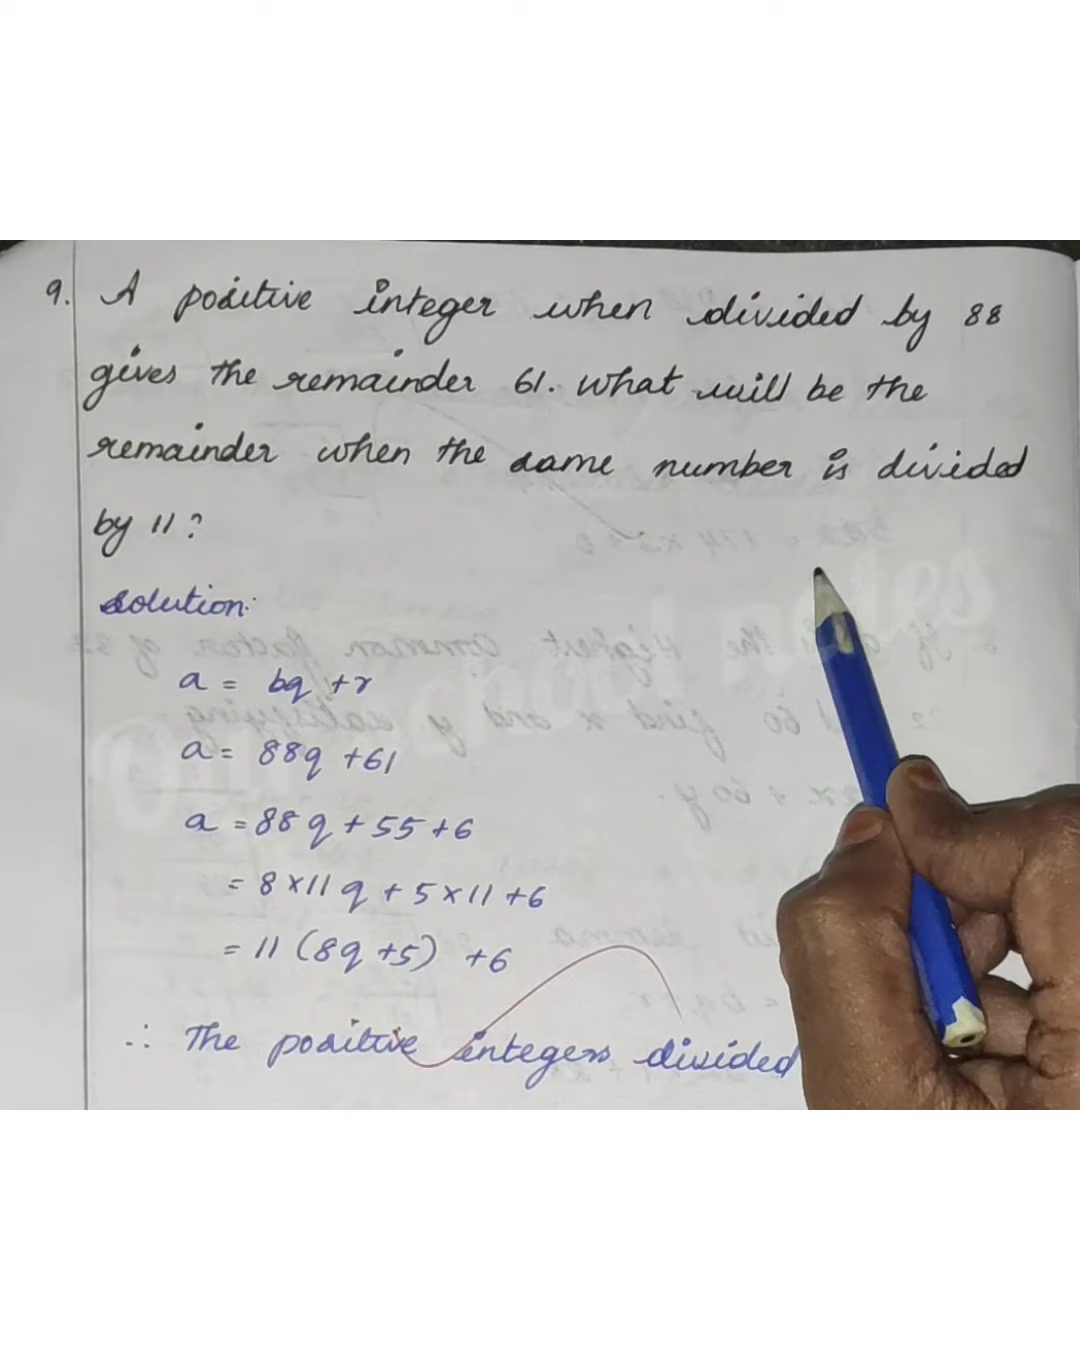 9. A positive integer when divided by 88
gives the remainder 61. what will be the
remainder when the same number is divided
by 11?
solution:
a = bq + r
a = 88q + 61
a = 88q + 55 + 6
= 8 × 11q + 5 × 11 + 6
= 11 (8q + 5) + 6
∴ The positive integers divided